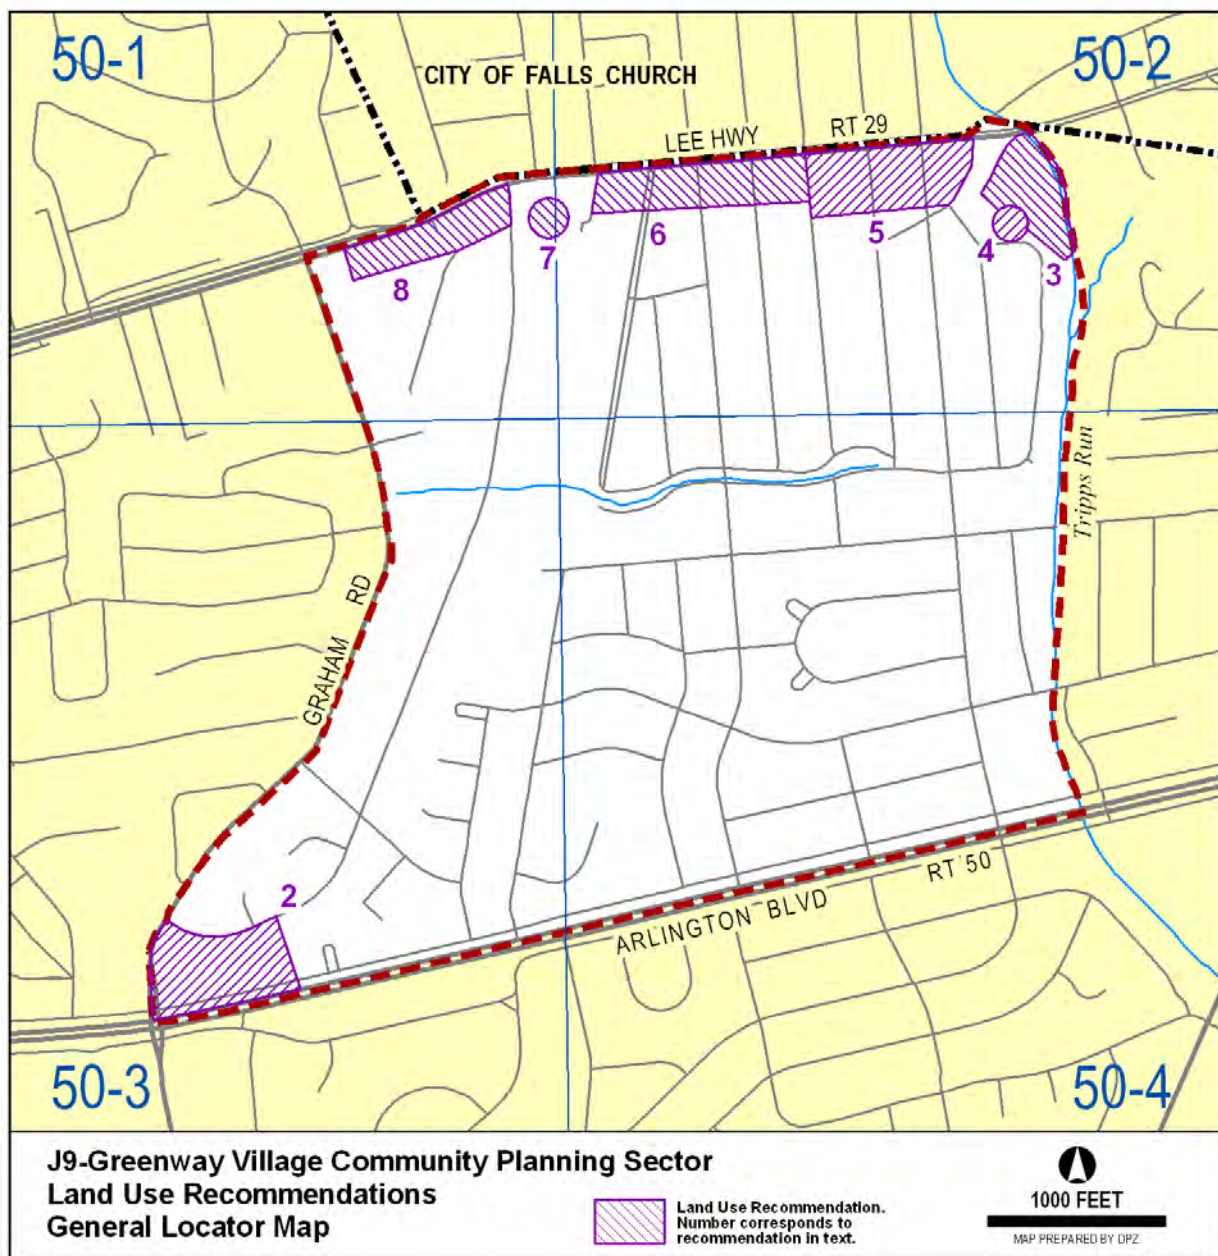 50-1
50-2
CITY OF FALLS CHURCH
LEE HWY
RT 29
6
5
7
4
3
8
Tripps Run
GRAHAM RD
2
RT 50
ARLINGTON BLVD
50-3
50-4
J9-Greenway Village Community Planning Sector
Land Use Recommendations
General Locator Map
Land Use Recommendation.
Number corresponds to
recommendation in text.
1000 FEET
MAP PREPARED BY DPZ